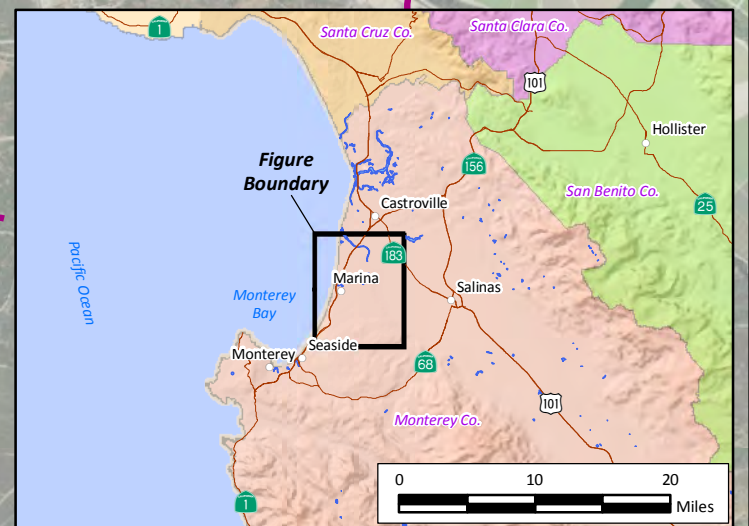 1
Santa Cruz Co.
Santa Clara Co.
101
Hollister
Figure
Boundary
156
San Benito Co.
25
Castroville
Pacific Ocean
183
Marina
Monterey
Bay
Salinas
Seaside
Monterey
68
101
Monterey Co.
0 10 20
Miles
1